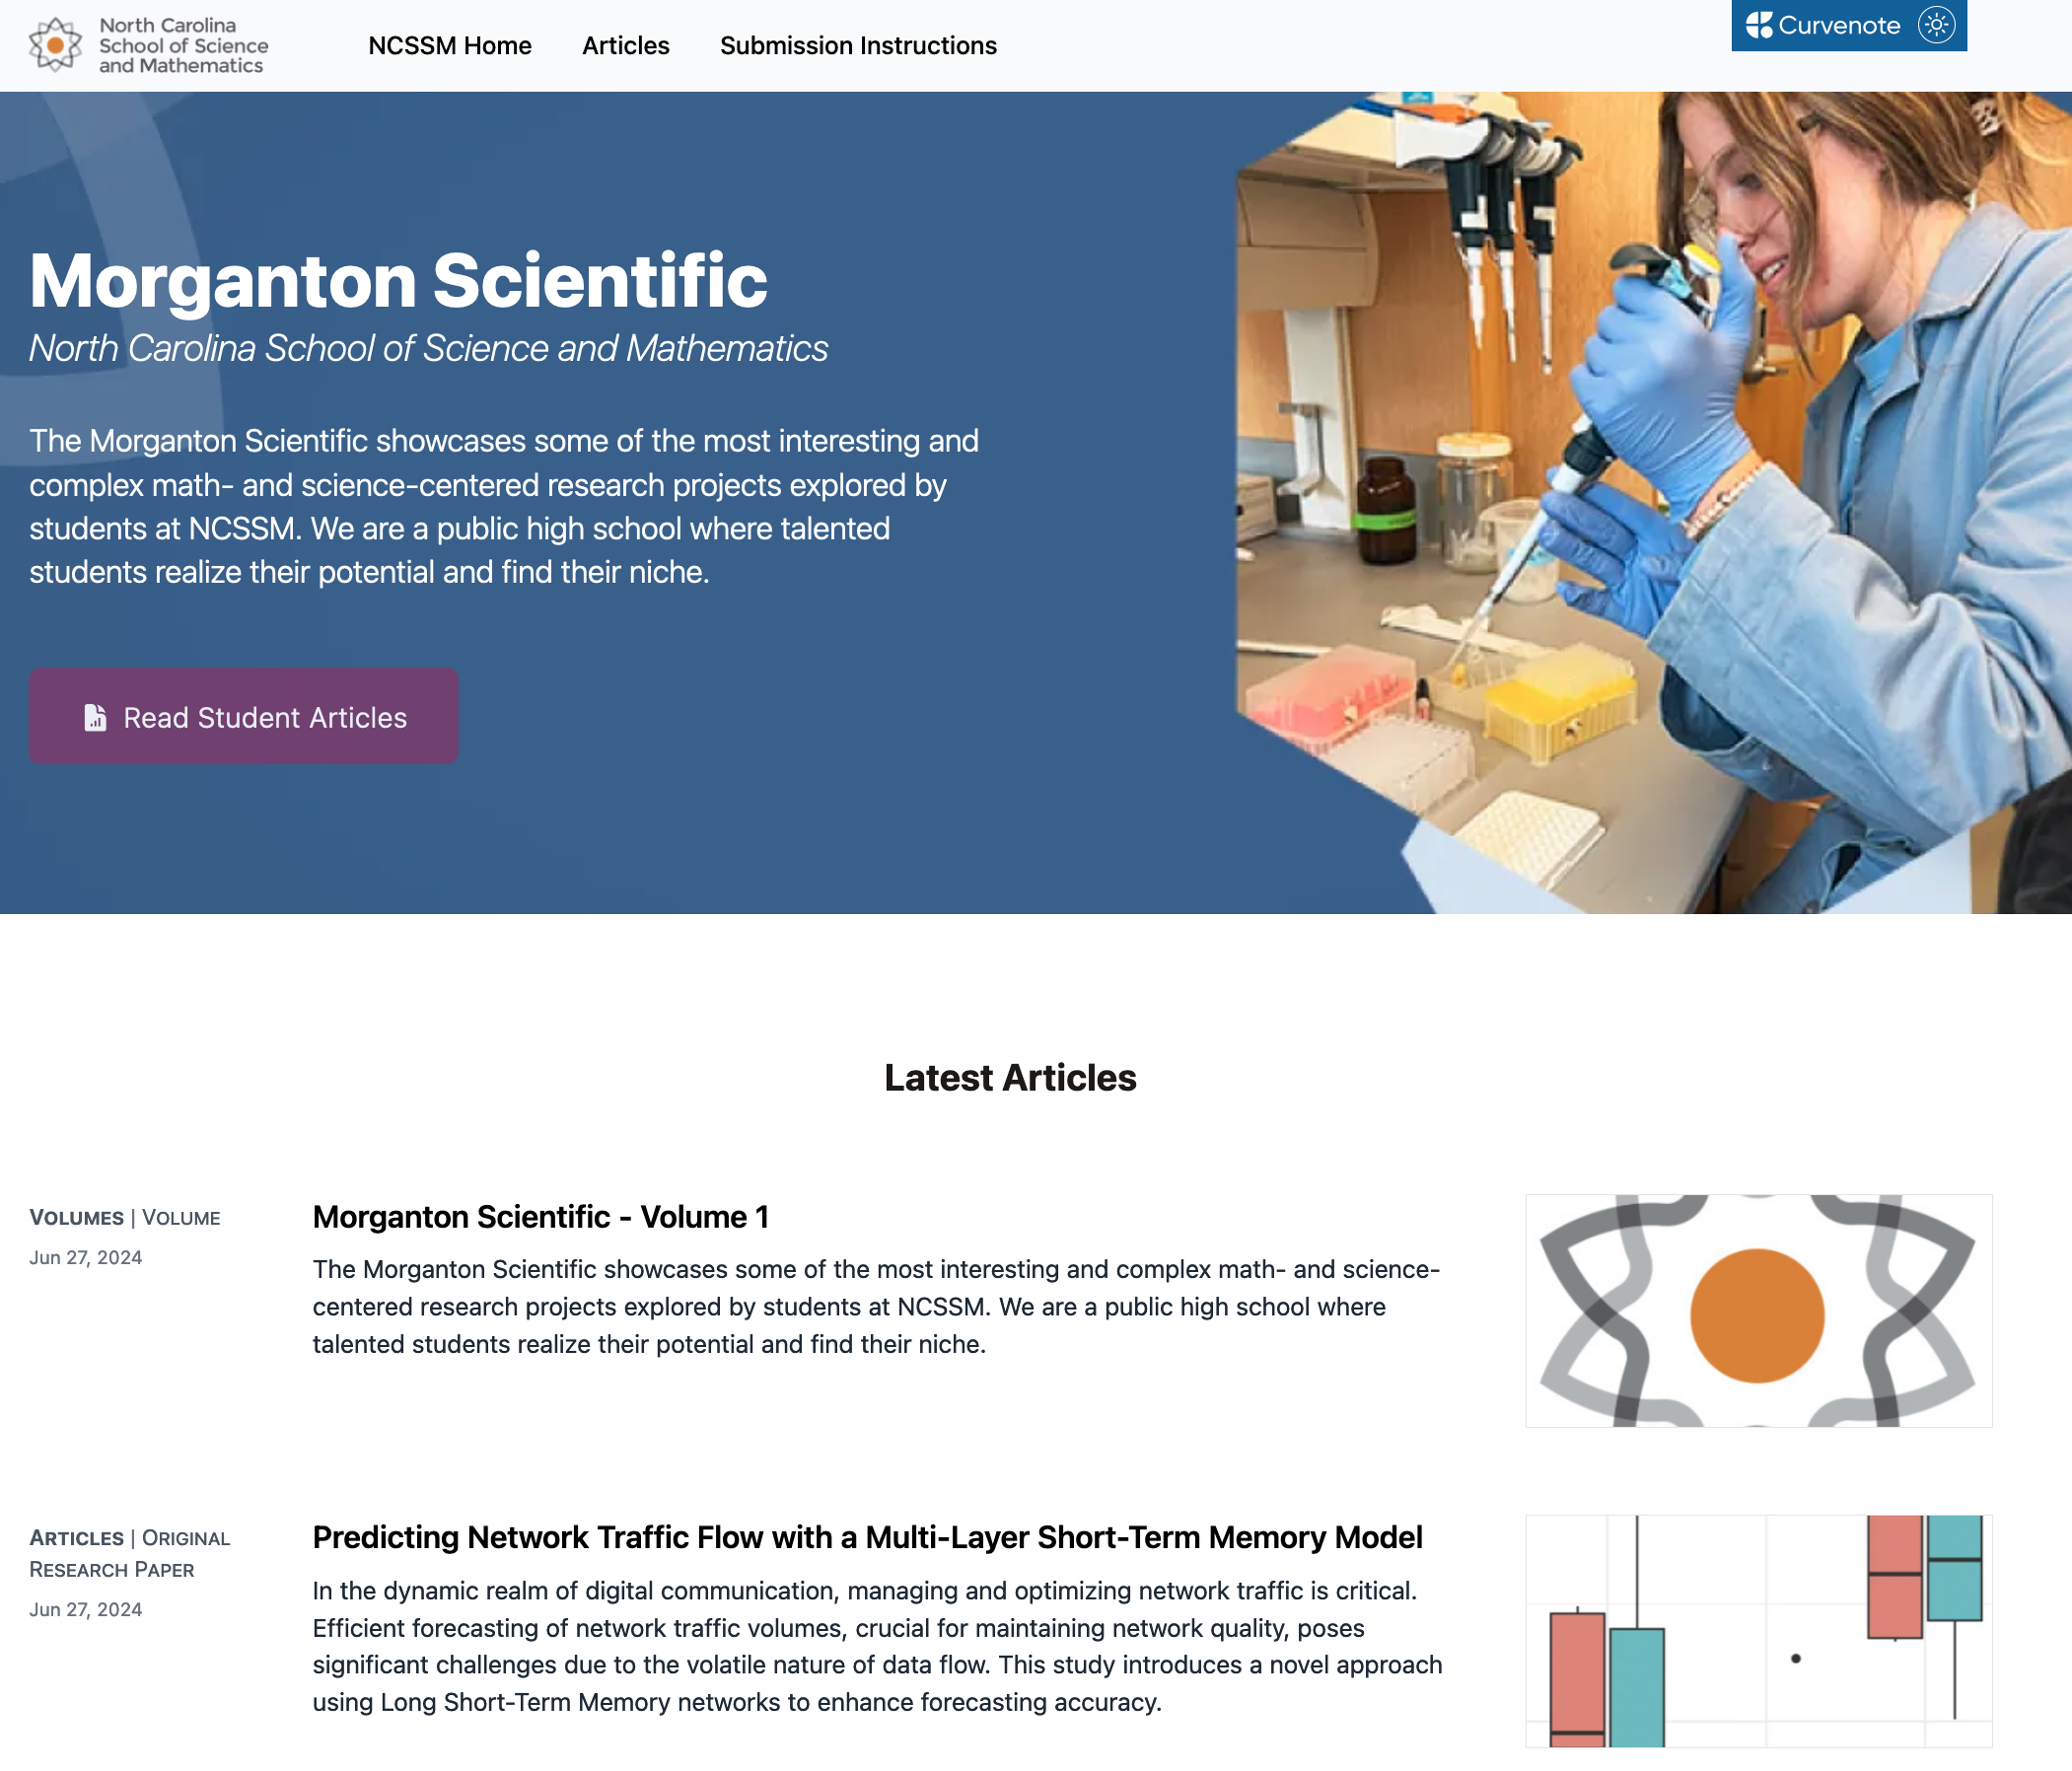 North Carolina
School of Science
and Mathematics
NCSSM Home
Articles
Submission Instructions
Curvenote
Morganton Scientific
North Carolina School of Science and Mathematics
The Morganton Scientific showcases some of the most interesting and
complex math- and science-centered research projects explored by
students at NCSSM. We are a public high school where talented
students realize their potential and find their niche.
Read Student Articles
Latest Articles
VOLUMES | VOLUME
Jun 27, 2024
Morganton Scientific - Volume 1
The Morganton Scientific showcases some of the most interesting and complex math- and science-
centered research projects explored by students at NCSSM. We are a public high school where
talented students realize their potential and find their niche.
ARTICLES | ORIGINAL
RESEARCH PAPER
Jun 27, 2024
Predicting Network Traffic Flow with a Multi-Layer Short-Term Memory Model
In the dynamic realm of digital communication, managing and optimizing network traffic is critical.
Efficient forecasting of network traffic volumes, crucial for maintaining network quality, poses
significant challenges due to the volatile nature of data flow. This study introduces a novel approach
using Long Short-Term Memory networks to enhance forecasting accuracy.